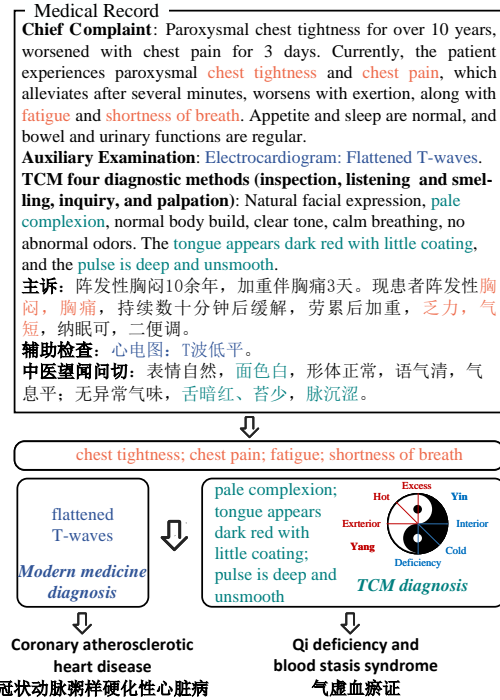 Medical Record
Chief Complaint: Paroxysmal chest tightness for over 10 years,
worsened with chest pain for 3 days. Currently, the patient
experiences paroxysmal chest tightness and chest pain, which
alleviates after several minutes, worsens with exertion, along with
fatigue and shortness of breath. Appetite and sleep are normal, and
bowel and urinary functions are regular.
Auxiliary Examination: Electrocardiogram: Flattened T-waves.
TCM four diagnostic methods (inspection, listening and smel-
ling, inquiry, and palpation): Natural facial expression, pale
complexion, normal body build, clear tone, calm breathing, no
abnormal odors. The tongue appears dark red with little coating,
and the pulse is deep and unsmooth.
主诉：阵发性胸闷10余年，加重伴胸痛3天。现患者阵发性胸
闷，胸痛，持续数十分钟后缓解，劳累后加重，乏力，气
短，纳眠可，二便调。
辅助检查：心电图：T波低平。
中医望闻问切：表情自然，面色白，形体正常，语气清，气
息平；无异常气味，舌暗红、苔少，脉沉涩。
chest tightness; chest pain; fatigue; shortness of breath
flattened
T-waves
Modern medicine
diagnosis
pale complexion;
tongue appears
dark red with
little coating;
pulse is deep and
unsmooth
Excess
Hot
Yin
Exrterior
Interior
Yang
Cold
Deficiency
TCM diagnosis
Coronary atherosclerotic
heart disease
冠状动脉粥样硬化性心脏病
Qi deficiency and
blood stasis syndrome
气虚血瘀证